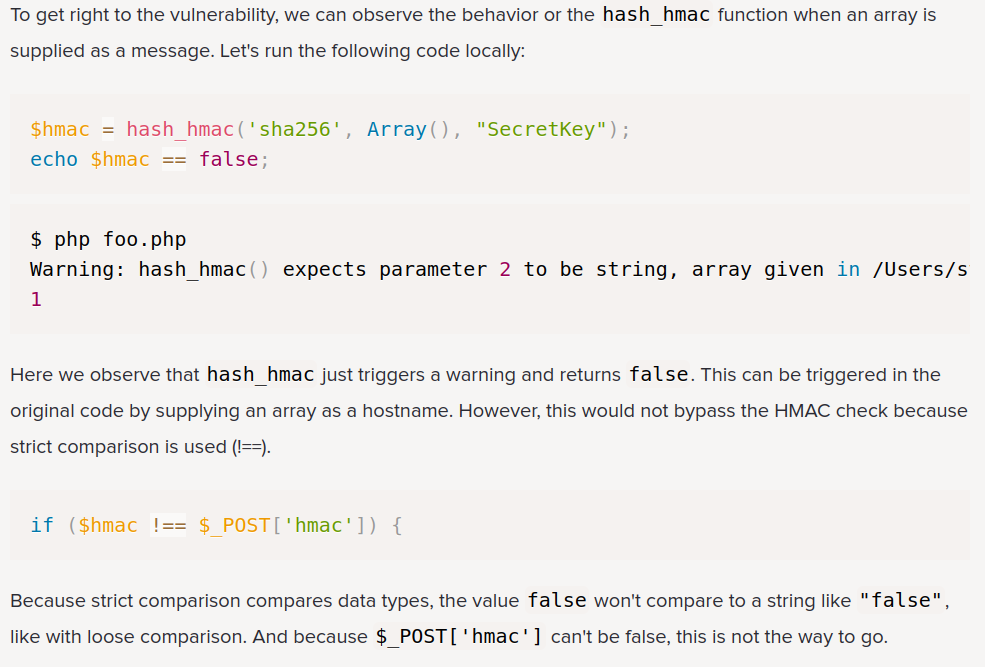 To get right to the vulnerability, we can observe the behavior or the hash_hmac function when an array is
supplied as a message. Let's run the following code locally:
$hmac = hash_hmac('sha256', Array(), "SecretKey");
echo $hmac == false;
$ php foo.php
Warning: hash_hmac() expects parameter 2 to be string, array given in /Users/s
1
Here we observe that hash_hmac just triggers a warning and returns false. This can be triggered in the
original code by supplying an array as a hostname. However, this would not bypass the HMAC check because
strict comparison is used (!==).
if ($hmac !== $_POST['hmac']) {
Because strict comparison compares data types, the value false won't compare to a string like "false",
like with loose comparison. And because $_POST['hmac'] can't be false, this is not the way to go.